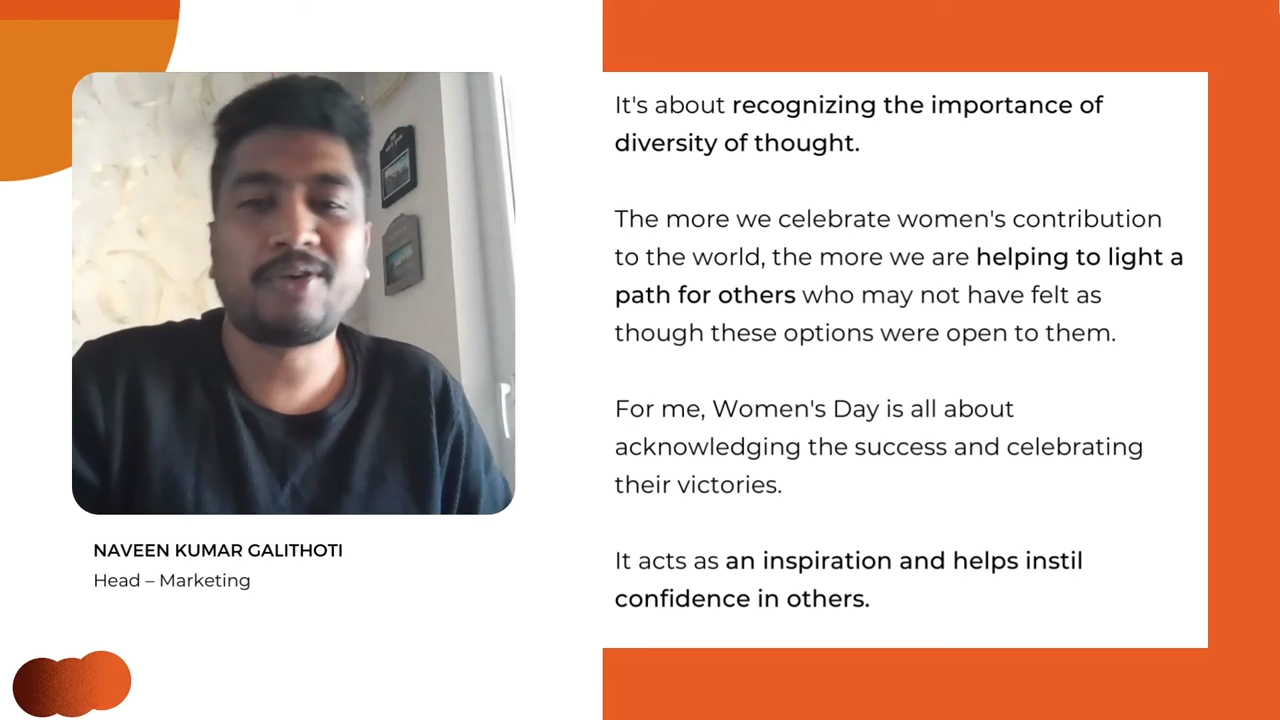 It's about recognizing the importance of
diversity of thought.
The more we celebrate women's contribution
to the world, the more we are helping to light a
path for others who may not have felt as
though these options were open to them.
For me, Women's Day is all about
acknowledging the success and celebrating
their victories.
It acts as an inspiration and helps instil
confidence in others.
NAVEEN KUMAR GALITHOTI
Head – Marketing